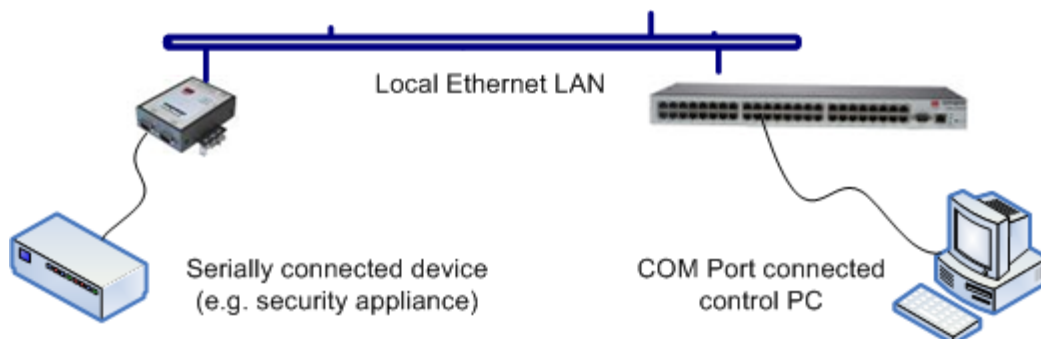 Local Ethernet LAN
Serially connected device
(e.g. security appliance)
COM Port connected
control PC